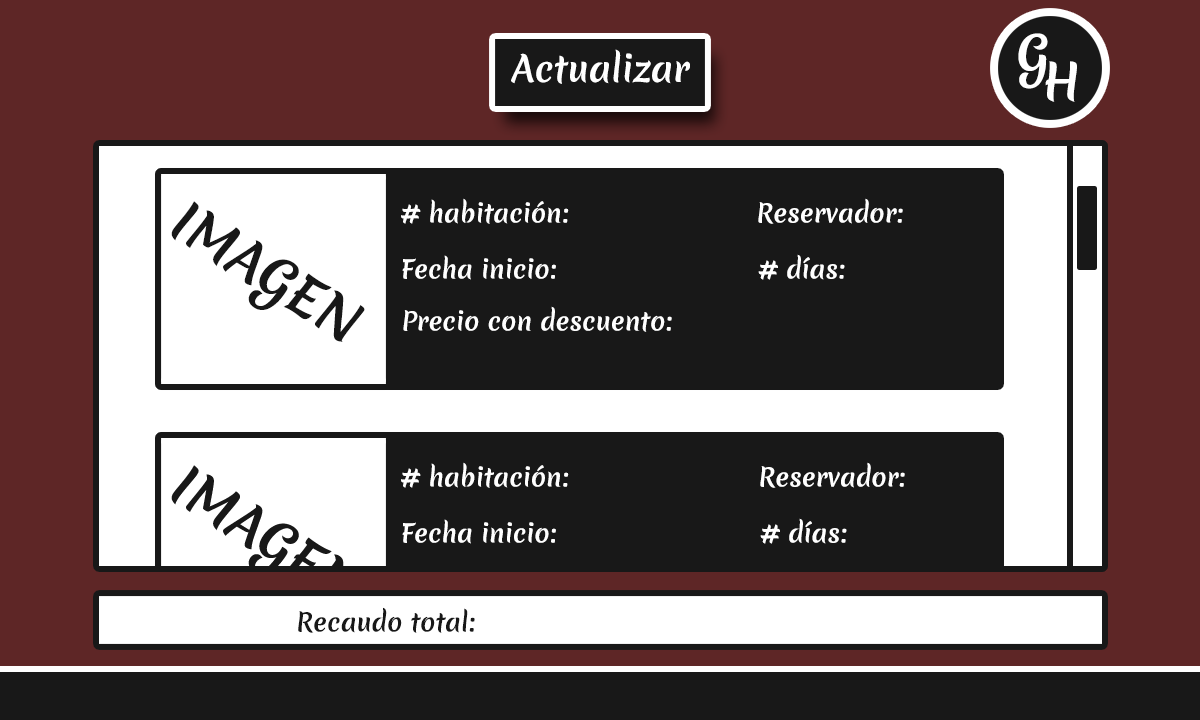 Actualizar
GH
IMAGEN
# habitación:
Reservador:
Fecha inicio:
# días:
Precio con descuento:
IMAGEN
# habitación:
Reservador:
Fecha inicio:
# días:
Recaudo total: